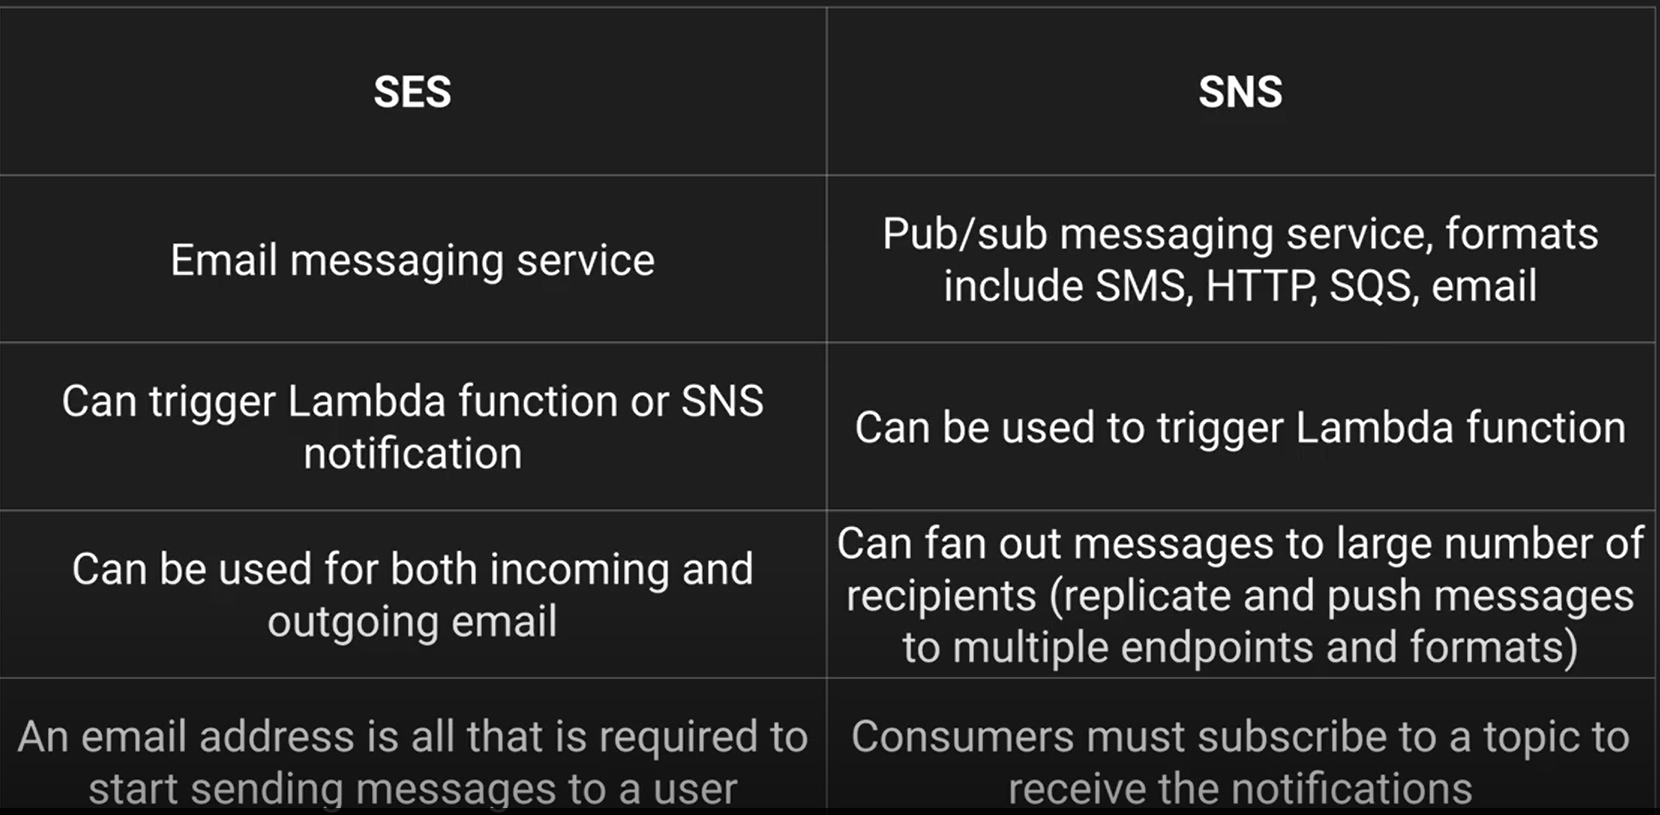 SES
SNS
Email messaging service
Pub/sub messaging service, formats
include SMS, HTTP, SQS, email
Can trigger Lambda function or SNS
notification
Can be used to trigger Lambda function
Can be used for both incoming and
outgoing email
Can fan out messages to large number of
recipients (replicate and push messages
to multiple endpoints and formats)
An email address is all that is required to
start sending messages to a user
Consumers must subscribe to a topic to
receive the notifications